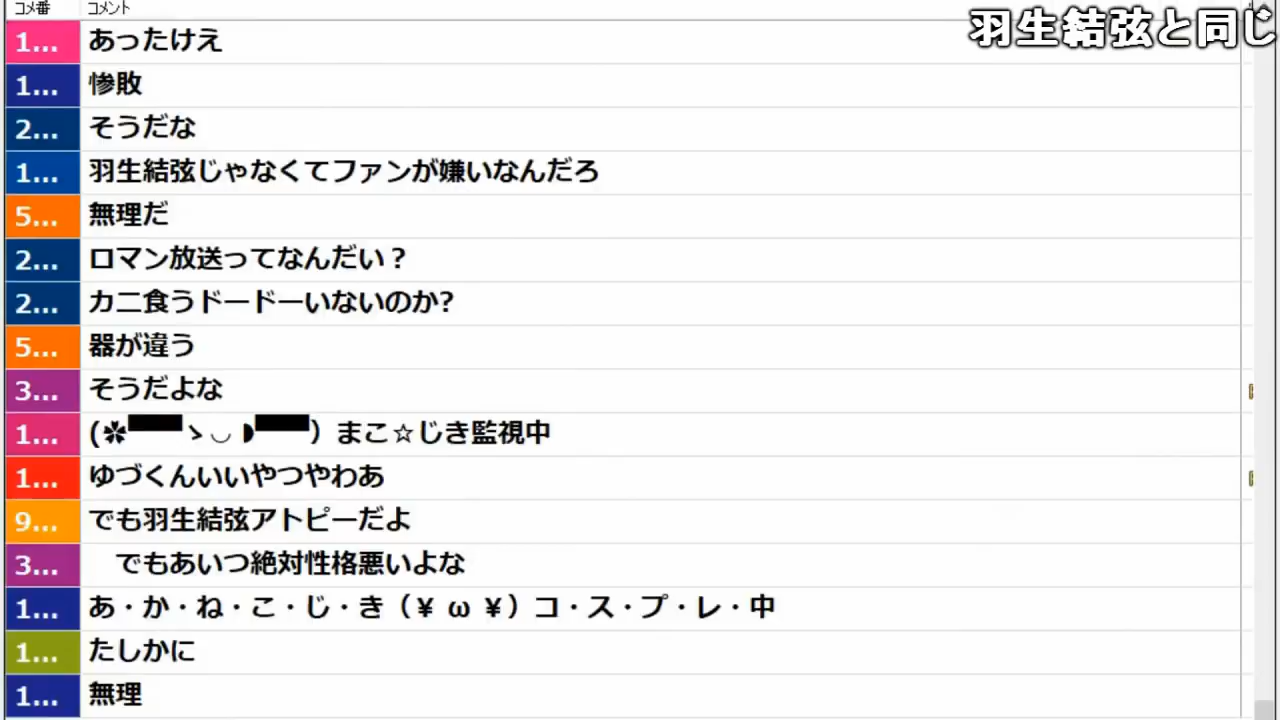 コメ番 コメント
羽生結弦と同じ
1... あったけえ
1... 惨敗
2... そうだな
1... 羽生結弦じゃなくてファンが嫌いなんだろ
5... 無理だ
2... ロマン放送ってなんだい？
2... カニ食うドードーいないのか?
5... 器が違う
3... そうだよな
1... (✽▀▀ゝ◡ ◗▀▀）まこ☆じき監視中
1... ゆづくんいいやつやわあ
9... でも羽生結弦アトピーだよ
3... でもあいつ絶対性格悪いよな
1... あ・か・ね・こ・じ・き（￥ω￥）コ・ス・プ・レ・中
1... たしかに
1... 無理